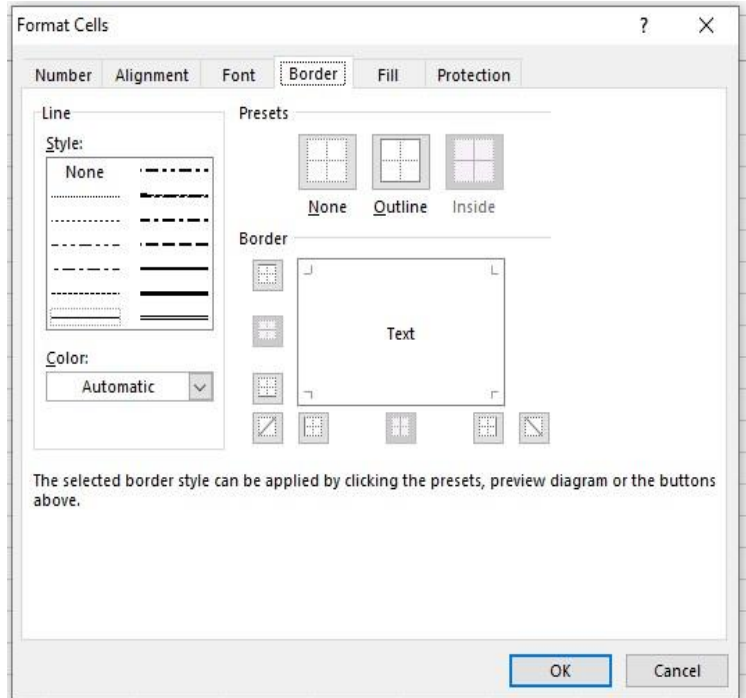 Format Cells ? X
Number Alignment Font Border Fill Protection
Line
Style:
None
Color:
Automatic
Presets
None Outline Inside
Border
Text
The selected border style can be applied by clicking the presets, preview diagram or the buttons
above.
OK Cancel